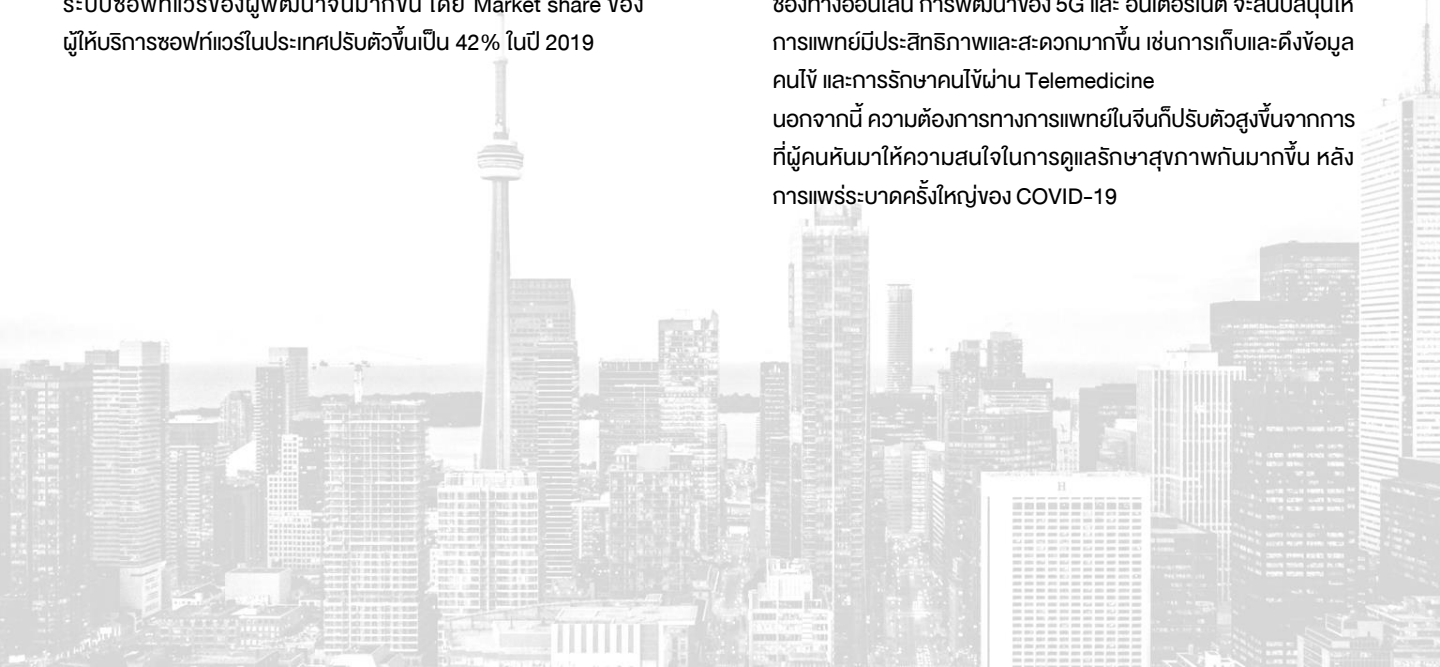 ระบบซอฟท์แวร์ของผู้พัฒนาจีนมากขึ้น โดย Market share ของ
ผู้ให้บริการซอฟท์แวร์ในประเทศปรับตัวขึ้นเป็น 42% ในปี 2019
ช่องทางออนไลน์ การพัฒนาของ 5G และ อินเตอร์เน็ต จะสนับสนุนให้
การแพทย์มีประสิทธิภาพและสะดวกมากขึ้น เช่นการเก็บและดึงข้อมูล
คนไข้ และการรักษาคนไข้ผ่าน Telemedicine
นอกจากนี้ ความต้องการทางการแพทย์ในจีนก็ปรับตัวสูงขึ้นจากการ
ที่ผู้คนหันมาให้ความสนใจในการดูแลรักษาสุขภาพกันมากขึ้น หลัง
การแพร่ระบาดครั้งใหญ่ของ COVID-19